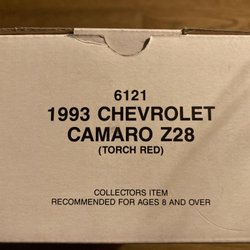 6121
1993 CHEVROLET
CAMARO Z28
(TORCH RED)
COLLECTORS ITEM
RECOMMENDED FOR AGES 8 AND OVER